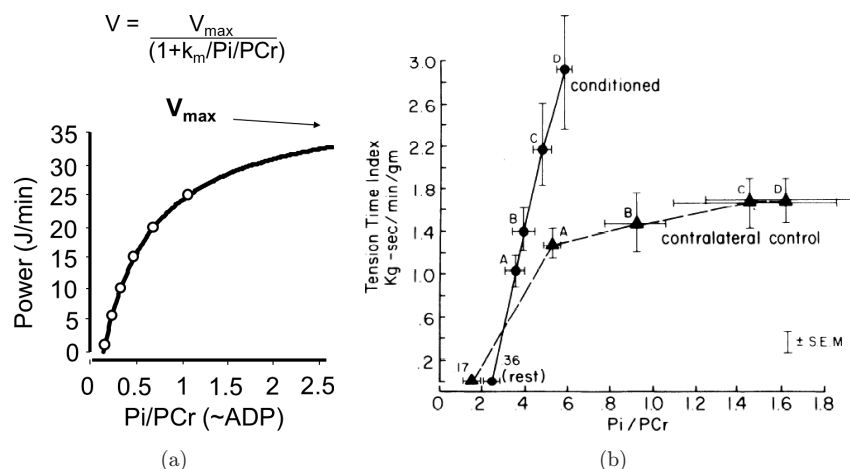 V = Vmax
(1+km/Pi/PCr)
Vmax
35
30
25
20
15
10
5
0
Power (J/min)
0 0.5 1 1.5 2 2.5
Pi/PCr (~ADP)
(a)
3.0
2.6
2.2
1.8
1.4
1.0
.6
.2
Tension Time Index
Kg-sec/min/gm
D
conditioned
C
B
A
A
B
C D
contralateral control
17
36
(rest)
± S.E.M
0 .2 .4 .6 .8 1.0 1.2 1.4 1.6 1.8
Pi/PCr
(b)